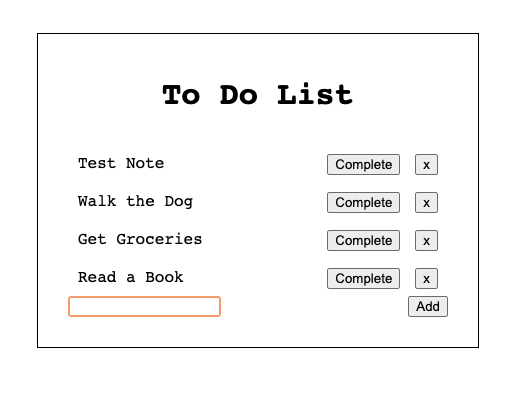 To Do List
Test Note Complete x
Walk the Dog Complete x
Get Groceries Complete x
Read a Book Complete x
Add